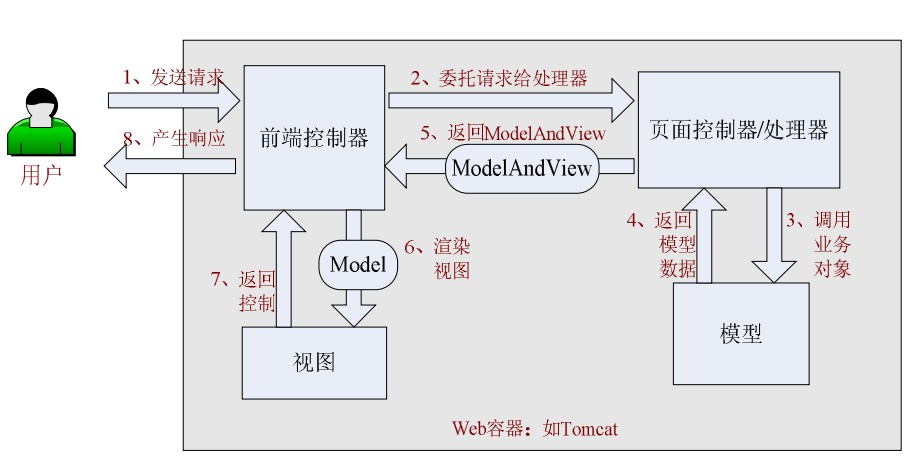 1、发送请求
2、委托请求给处理器
前端控制器
页面控制器/处理器
8、产生响应
5、返回ModelAndView
ModelAndView
用户
4、返回
模型
数据
3、调用
业务
对象
6、渲染
视图
Model
7、返回
控制
视图
模型
Web容器：如Tomcat